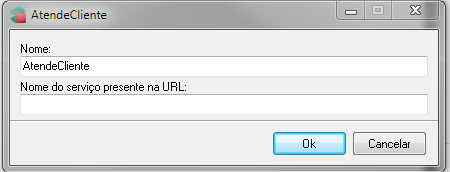 AtendeCliente
Nome:
AtendeCliente
Nome do serviço presente na URL:
Ok
Cancelar